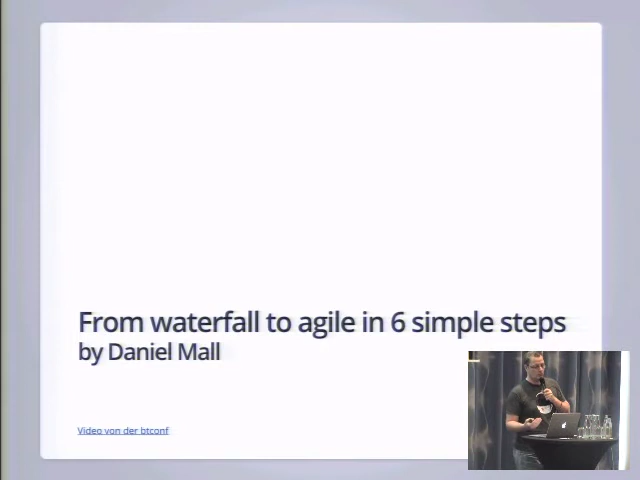 From waterfall to agile in 6 simple steps
by Daniel Mall
Video von der btconf